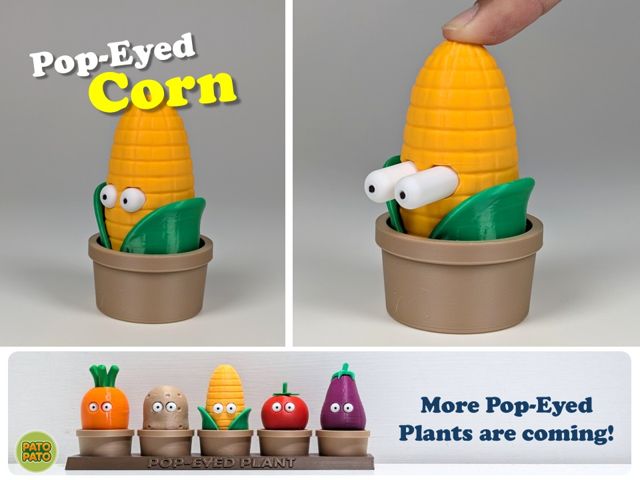 Pop-Eyed
Corn
More Pop-Eyed
Plants are coming!
PATO
PATO
POP-EYED PLANT